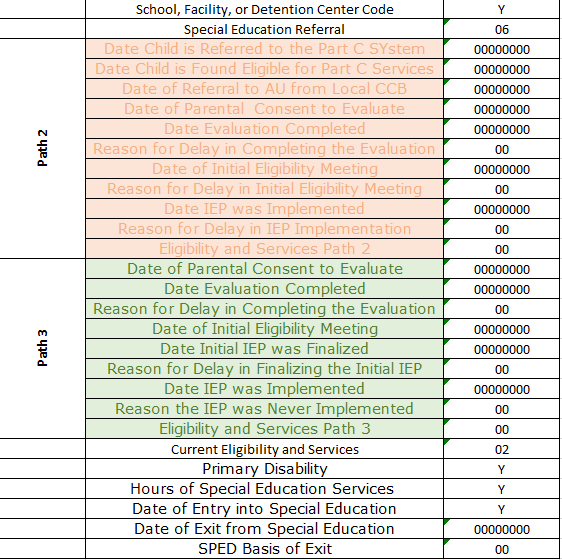 School, Facility, or Detention Center Code Y
Special Education Referral 06
Path 2
Date Child is Referred to the Part C SYstem 00000000
Date Child is Found Eligible for Part C Services 00000000
Date of Referral to AU from Local CCB 00000000
Date of Parental Consent to Evaluate 00000000
Date Evaluation Completed 00000000
Reason for Delay in Completing the Evaluation 00
Date of Initial Eligibility Meeting 00000000
Reason for Delay in Initial Eligibility Meeting 00
Date IEP was Implemented 00000000
Reason for Delay in IEP Implementation 00
Eligibility and Services Path 2 00
Path 3
Date of Parental Consent to Evaluate 00000000
Date Evaluation Completed 00000000
Reason for Delay in Completing the Evaluation 00
Date of Initial Eligibility Meeting 00000000
Date Initial IEP was Finalized 00000000
Reason for Delay in Finalizing the Initial IEP 00
Date IEP was Implemented 00000000
Reason the IEP was Never Implemented 00
Eligibility and Services Path 3 00
Current Eligibility and Services 02
Primary Disability Y
Hours of Special Education Services Y
Date of Entry into Special Education Y
Date of Exit from Special Education 00000000
SPED Basis of Exit 00